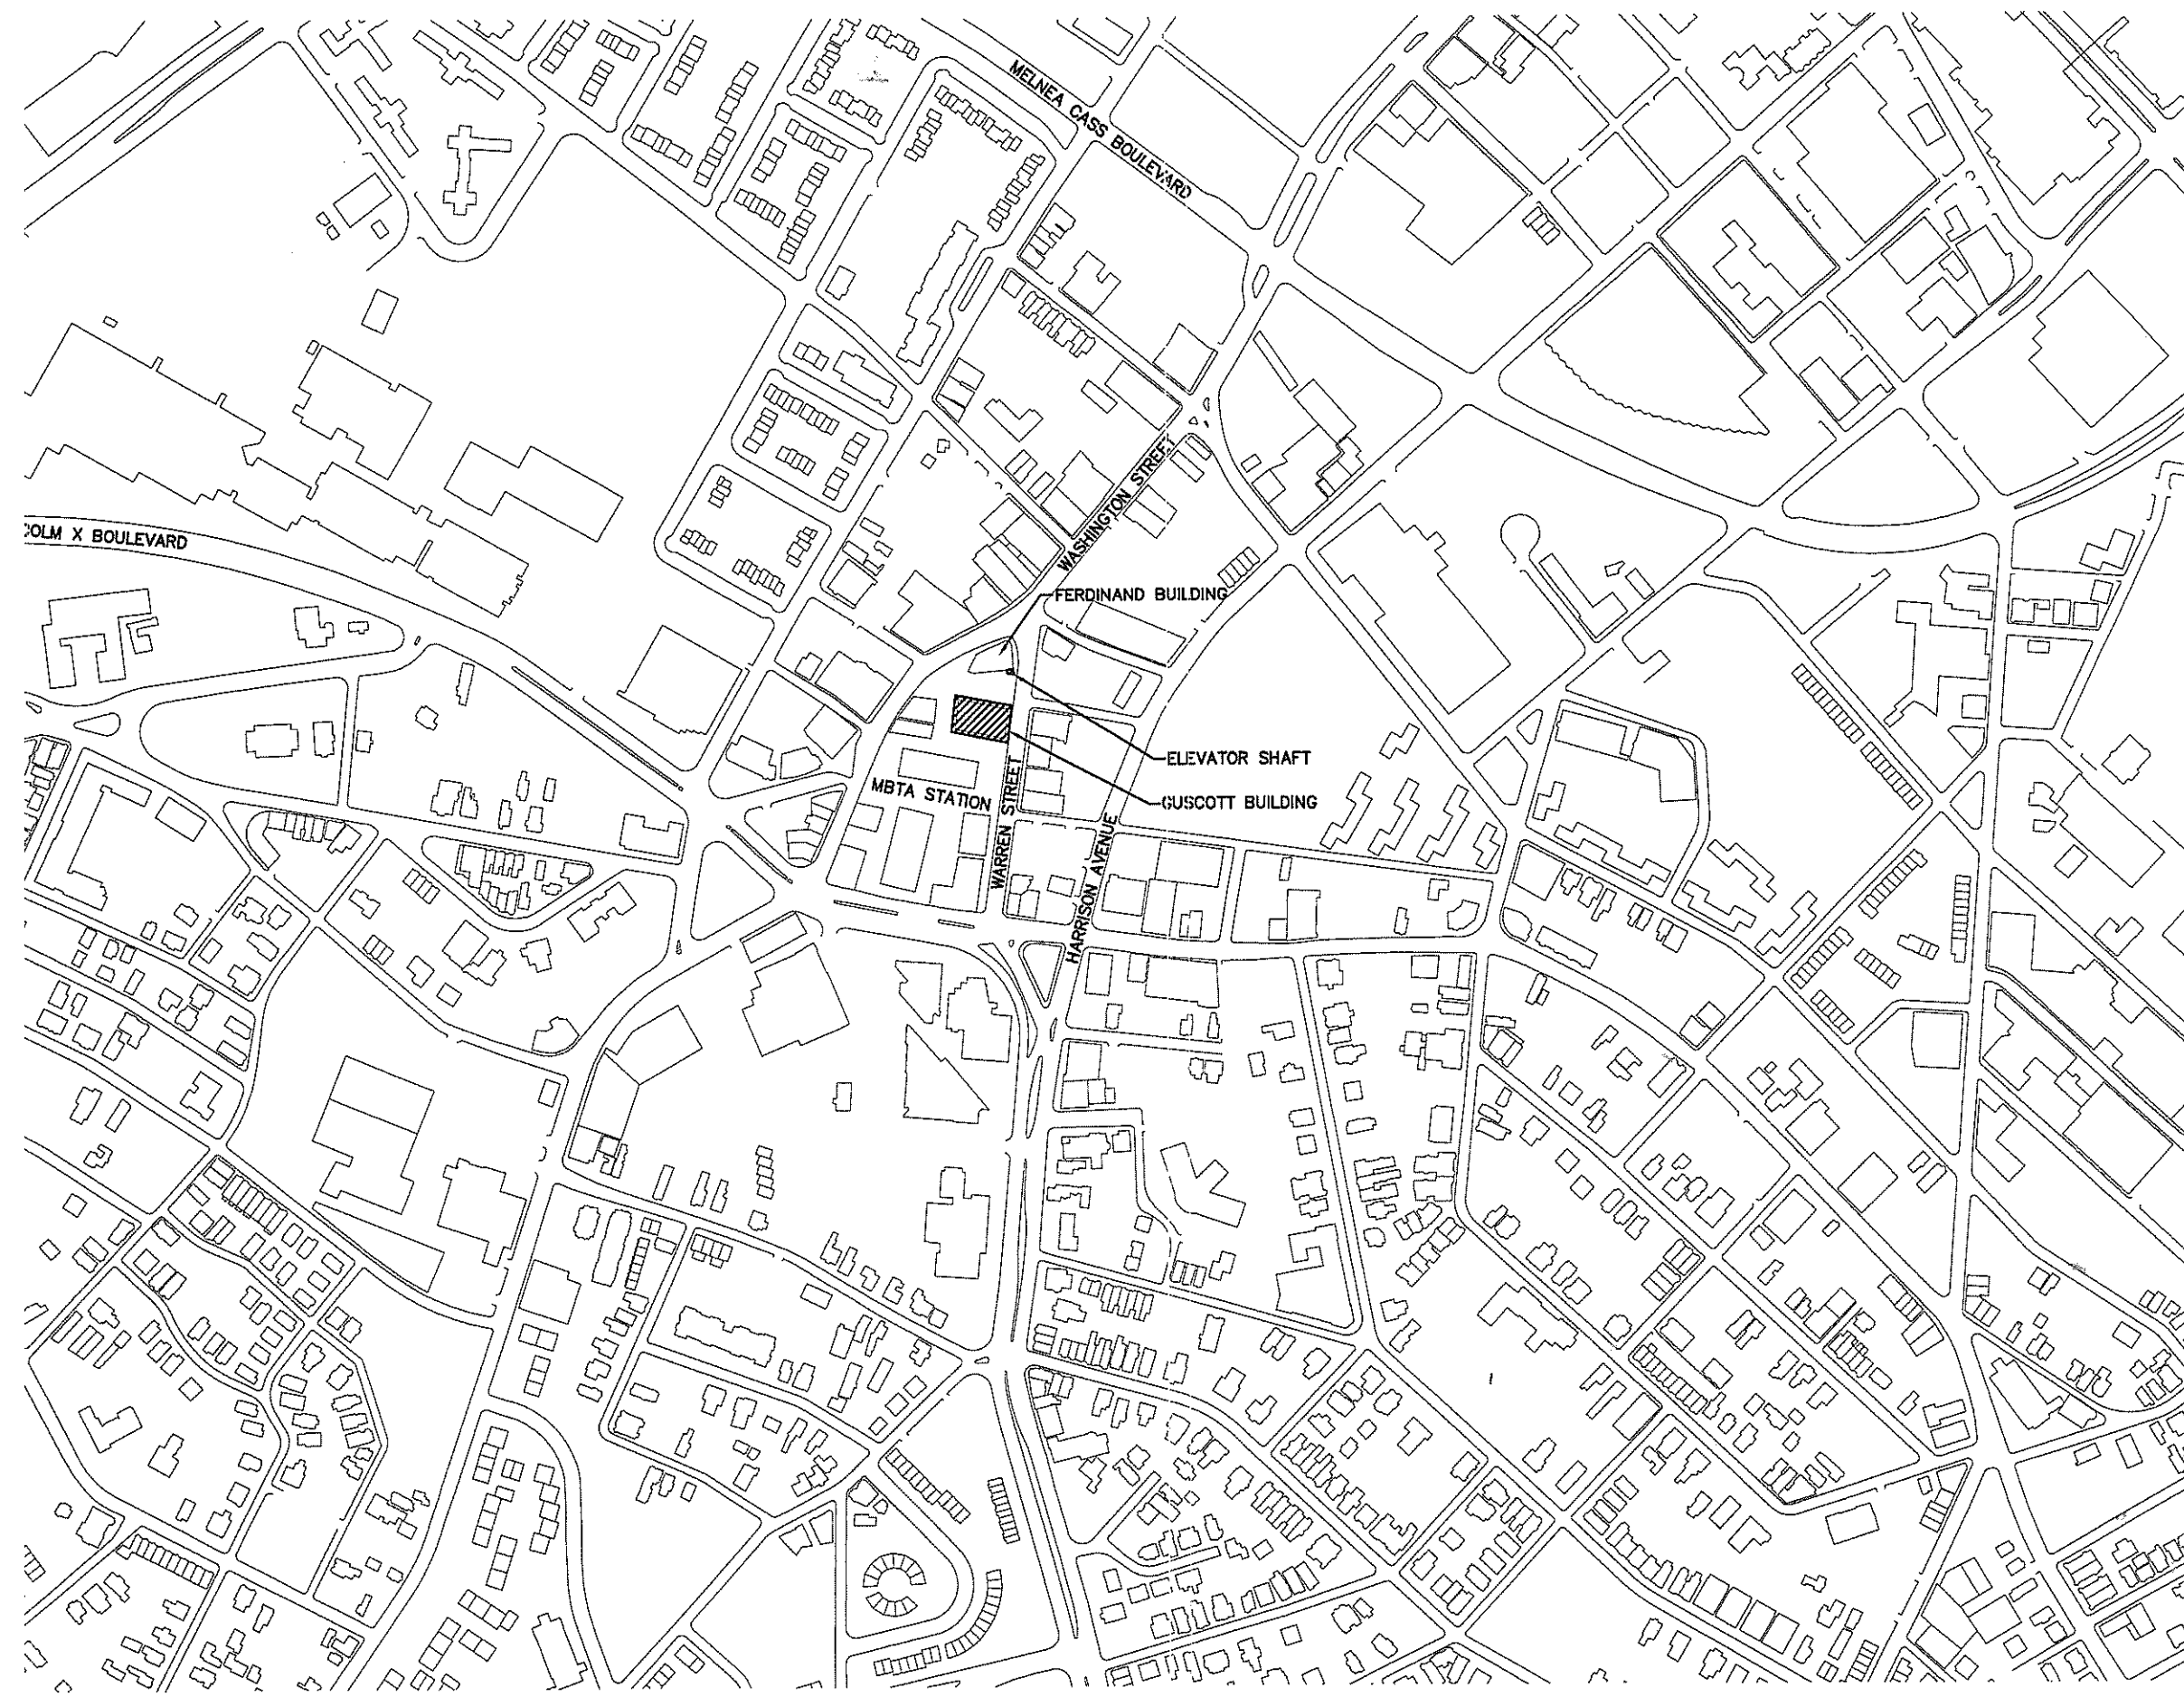 MELNEA CASS BOULEVARD
WASHINGTON STREET
COLM X BOULEVARD
FERDINAND BUILDING
ELEVATOR SHAFT
MBTA STATION
GUSCOTT BUILDING
WARREN STREET
HARRISON AVENUE